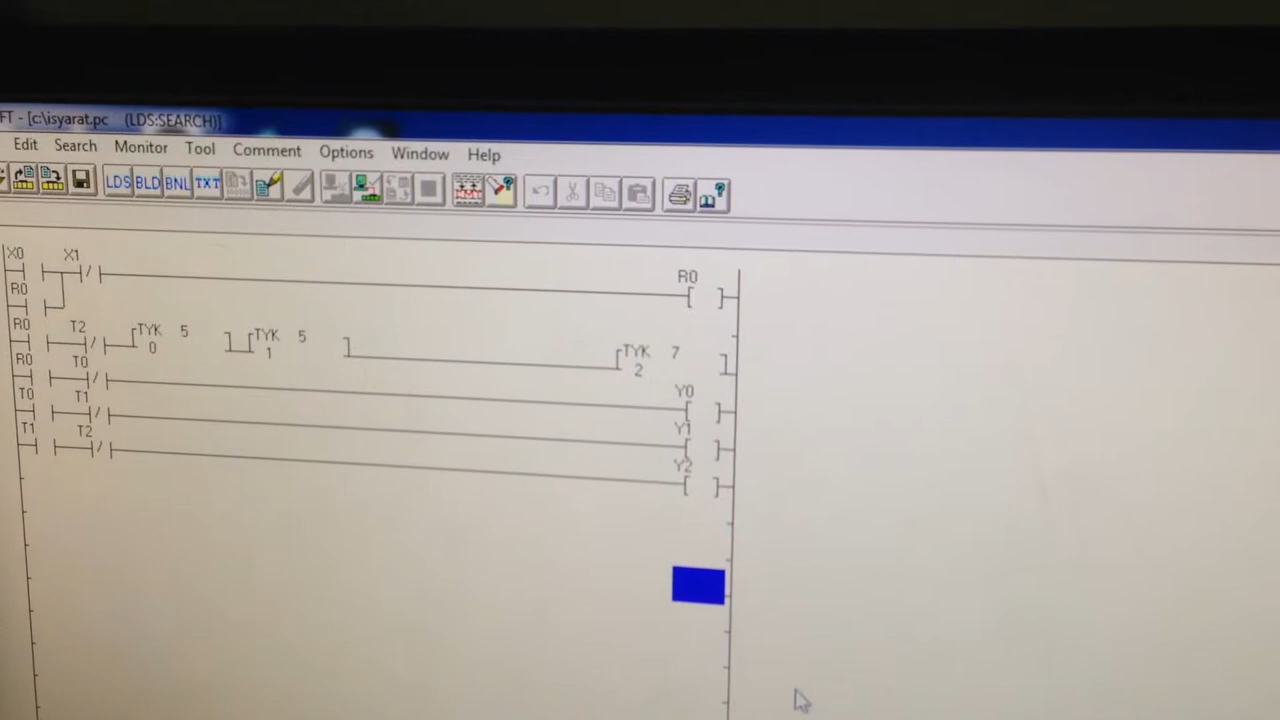 FT - [c:\isyarat.pc (LDS:SEARCH)]
Edit Search Monitor Tool Comment Options Window Help
LDS BLD BNL TXT
X0 X1 R0
R0
R0 T2 TYK 5 TYK 5 TYK 7
0 1 2
R0 T0 Y0
T0 T1 Y1
T1 T2 Y2